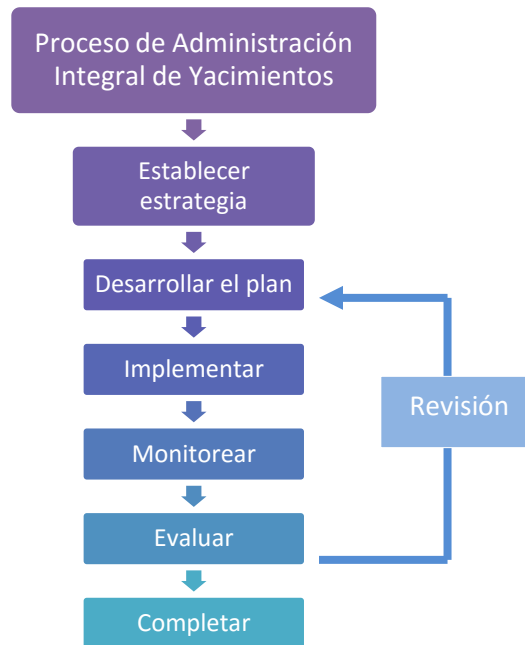 Proceso de Administración
Integral de Yacimientos
Establecer
estrategia
Desarrollar el plan
Implementar
Revisión
Monitorear
Evaluar
Completar